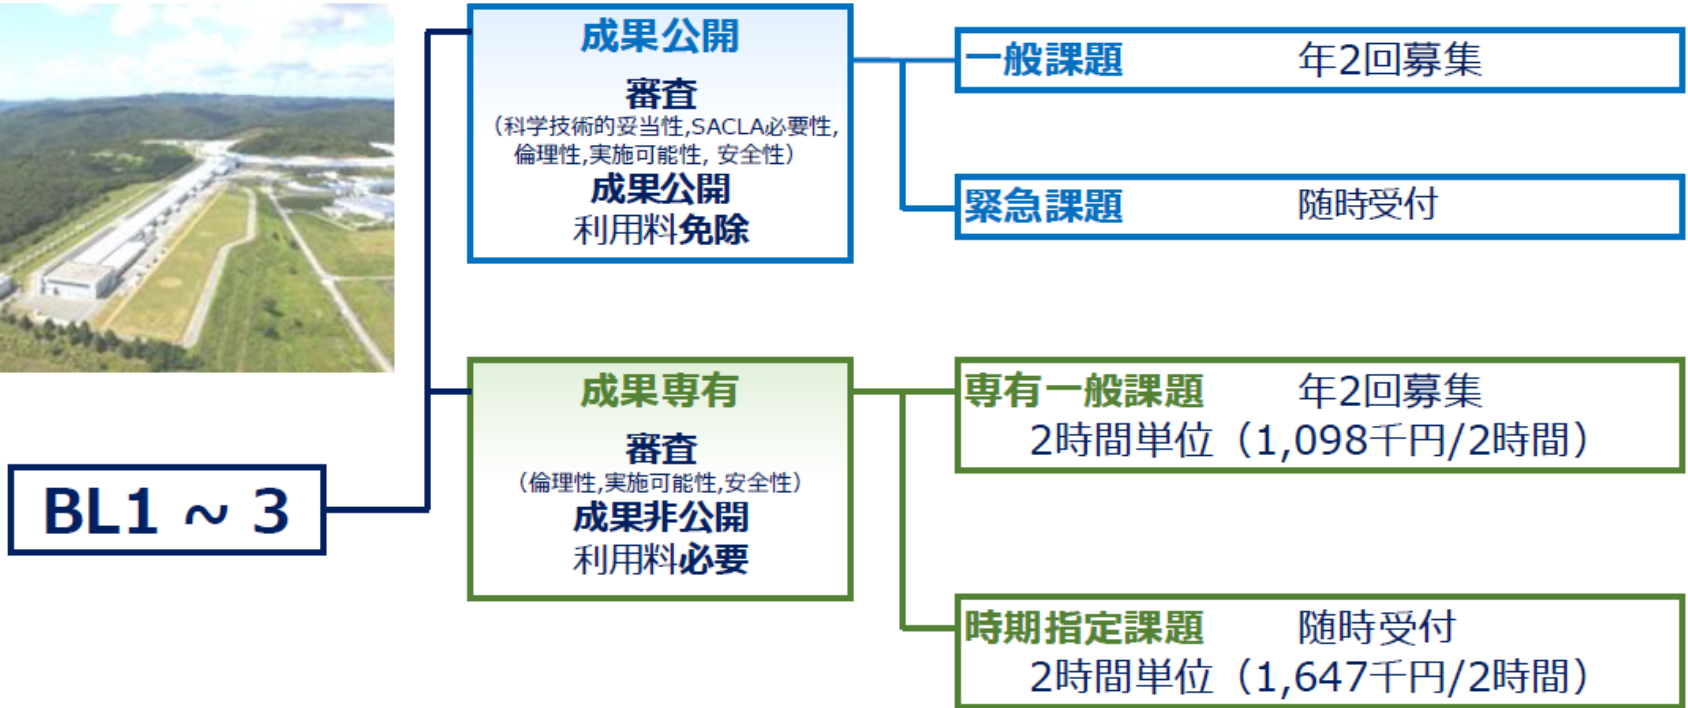 成果公開
審査
（科学技術的妥当性,SACLA必要性,
倫理性,実施可能性, 安全性）
成果公開
利用料免除
一般課題 年2回募集
緊急課題 随時受付
BL1 ~ 3
成果専有
審査
（倫理性,実施可能性,安全性）
成果非公開
利用料必要
専有一般課題 年2回募集
2時間単位（1,098千円/2時間）
時期指定課題 随時受付
2時間単位（1,647千円/2時間）